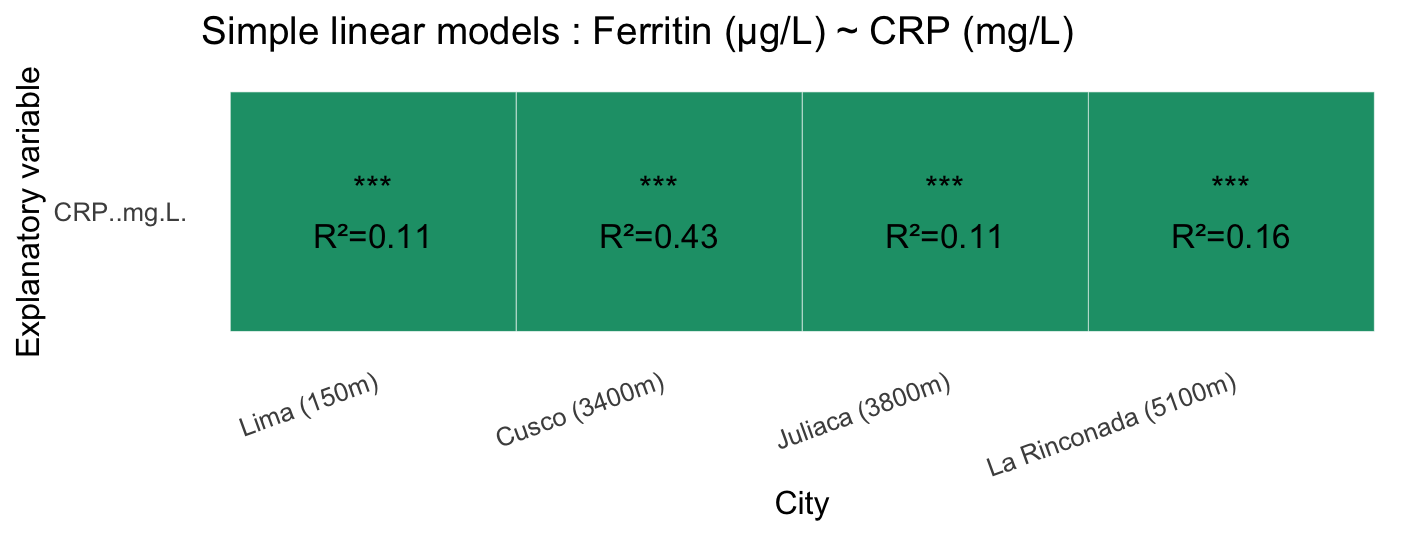 Simple linear models : Ferritin (µg/L) ~ CRP (mg/L)
Explanatory variable
CRP..mg.L.
***
R²=0.11
***
R²=0.43
***
R²=0.11
***
R²=0.16
Lima (150m)
Cusco (3400m)
Juliaca (3800m)
La Rinconada (5100m)
City